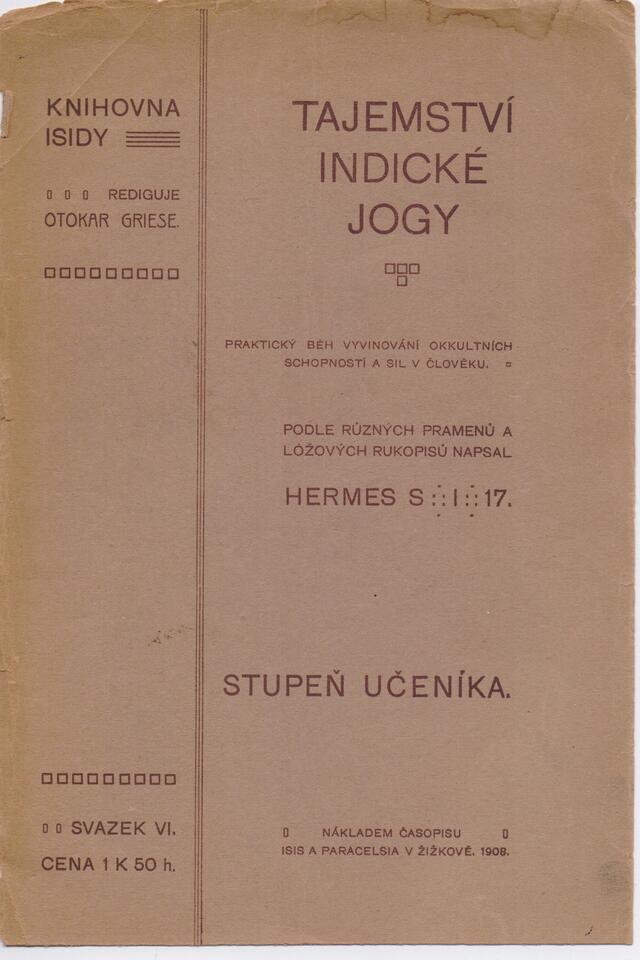 KNIHOVNA
ISIDY
REDIGUJE
OTOKAR GRIESE.
TAJEMSTVÍ
INDICKÉ
JOGY
PRAKTICKÝ BĚH VYVINOVÁNÍ OKKULTNÍCH
SCHOPNOSTÍ A SIL V ČLOVĚKU.
PODLE RŮZNÝCH PRAMENŮ A
LÓŽOVÝCH RUKOPISŮ NAPSAL
HERMES S ∴ I ∴ 17.
STUPEŇ UČENÍKA.
SVAZEK VI.
CENA 1 K 50 h.
NÁKLADEM ČASOPISU
ISIS A PARACELSIA V ŽIŽKOVĚ. 1908.